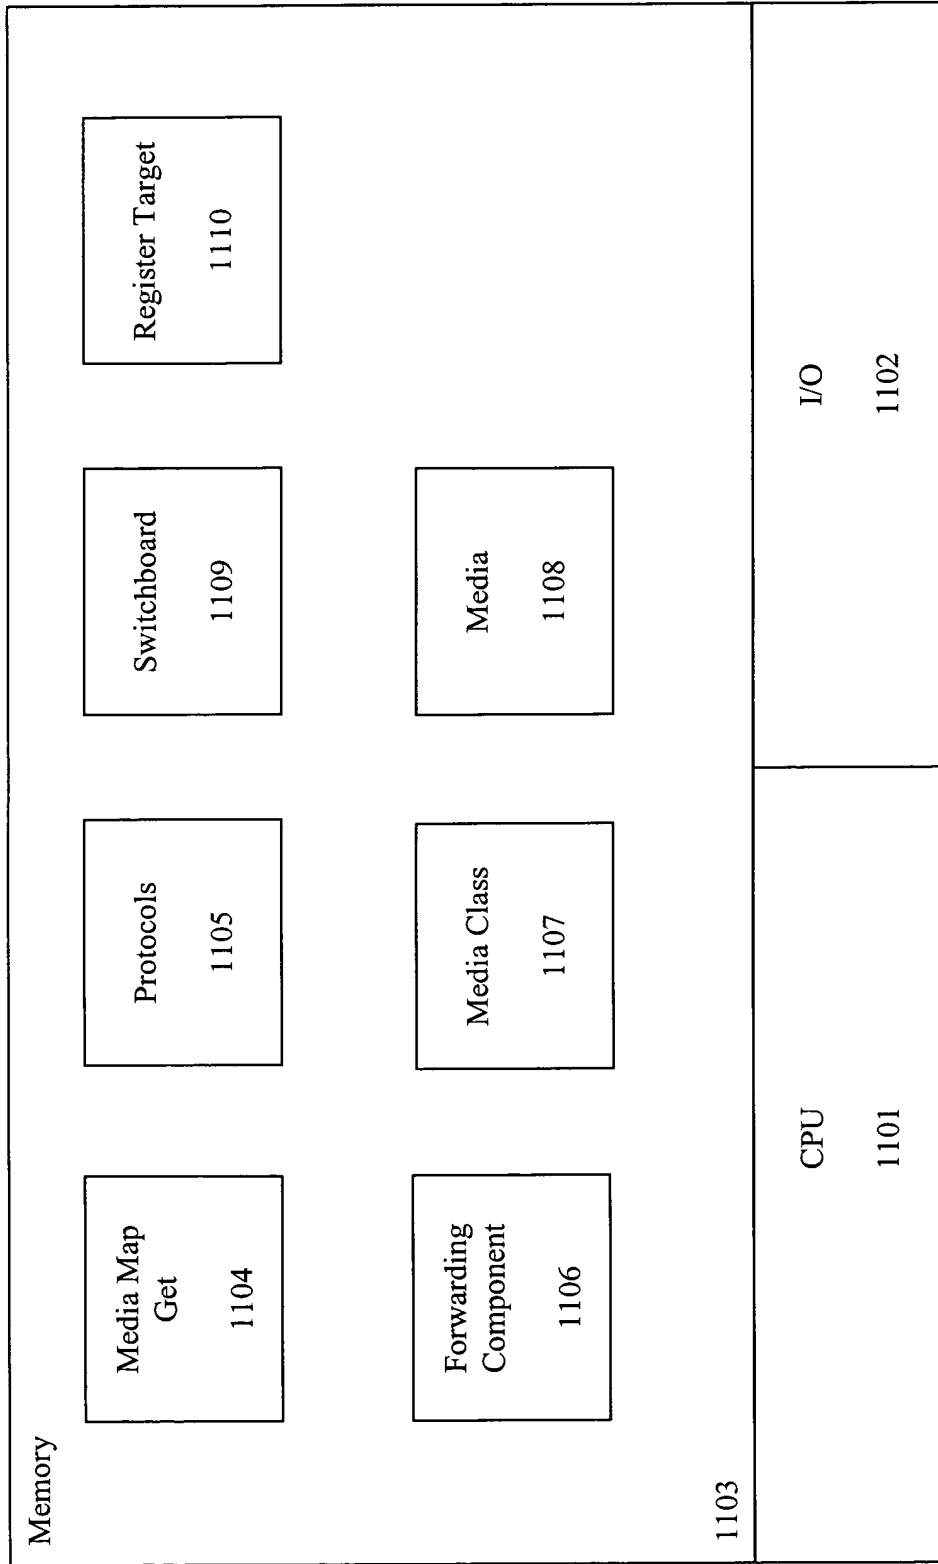 Memory
Media Map
Get
1104
Protocols
1105
Switchboard
1109
Register Target
1110
Forwarding
Component
1106
Media Class
1107
Media
1108
1103
CPU
1101
I/O
1102